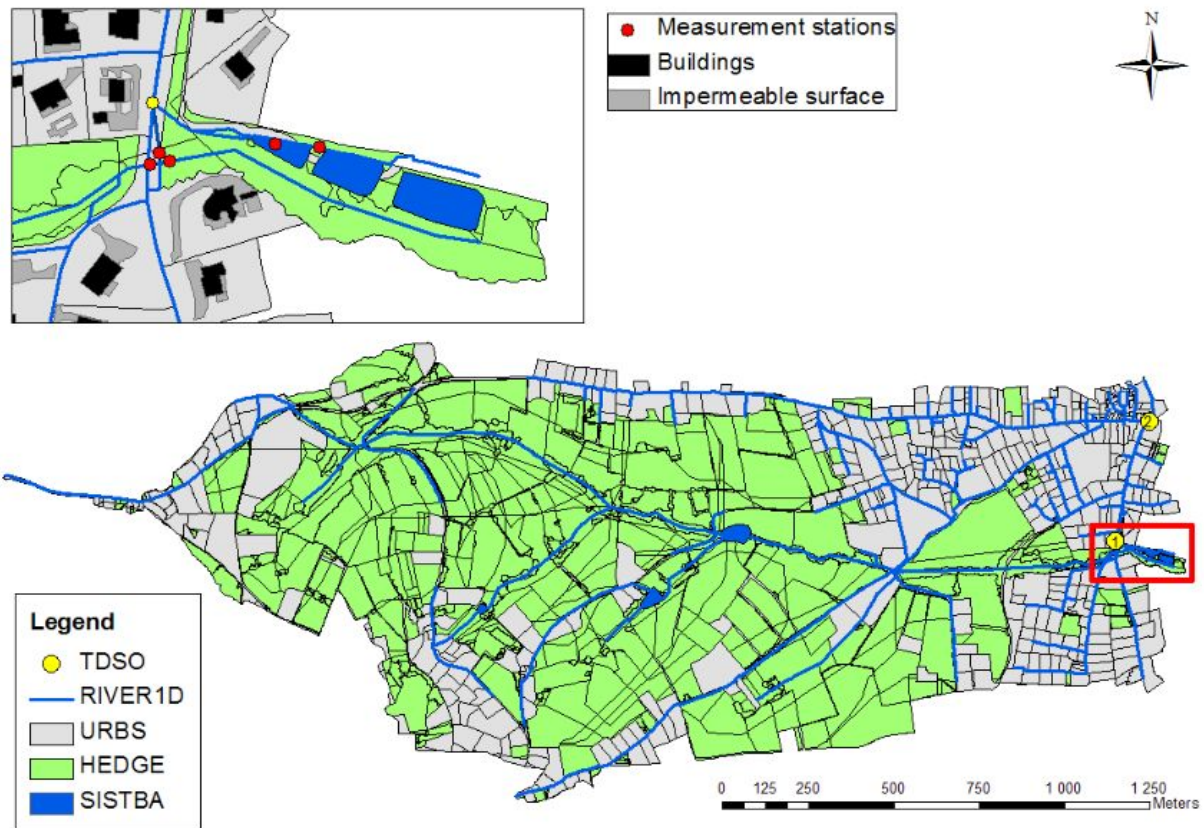 Measurement stations
Buildings
Impermeable surface
N
2
1
Legend
TDSO
RIVER1D
URBS
HEDGE
SISTBA
0 125 250 500 750 1 000 1 250
Meters